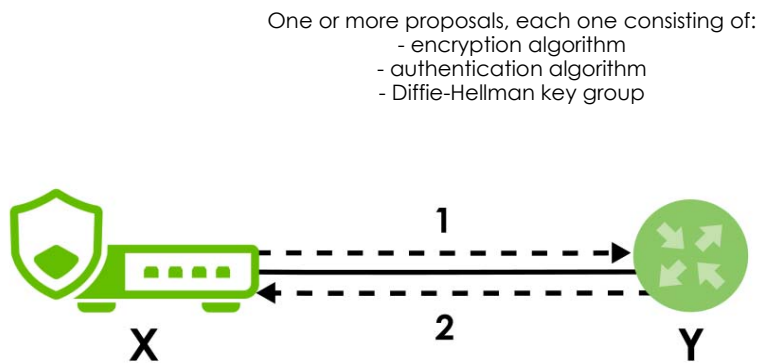 One or more proposals, each one consisting of:
- encryption algorithm
- authentication algorithm
- Diffie-Hellman key group
1
2
X
Y